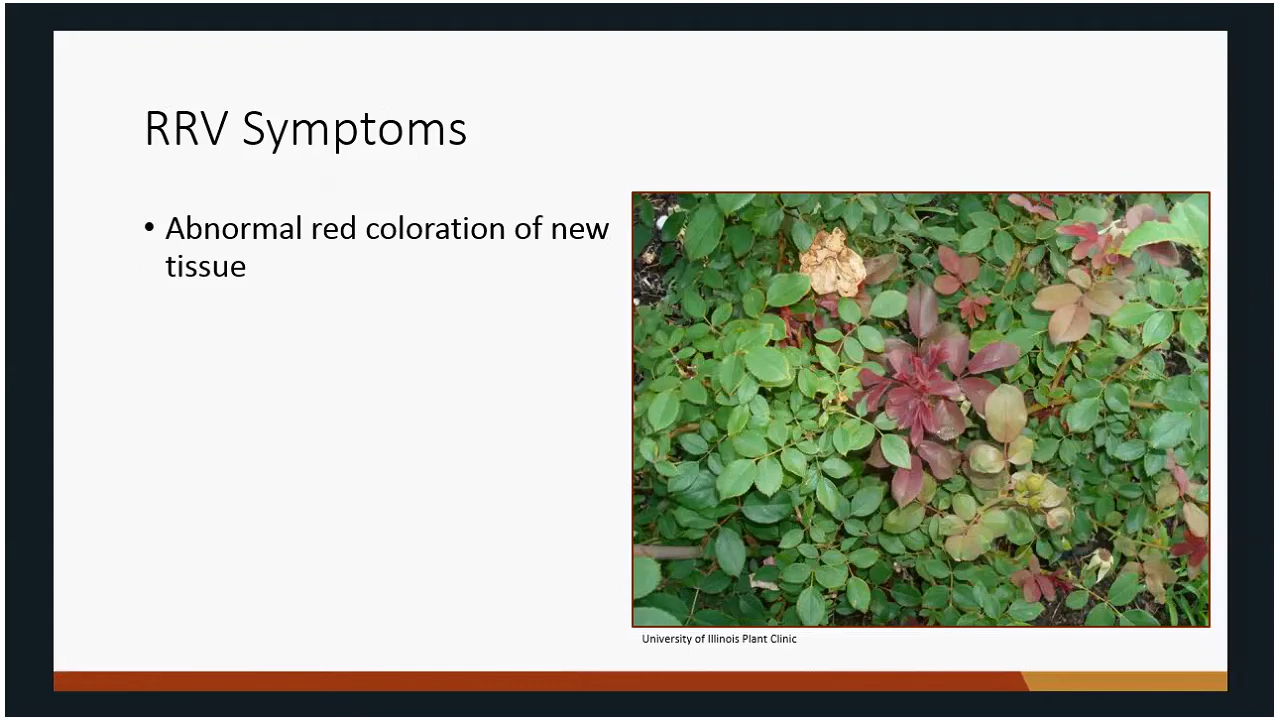 RRV Symptoms
• Abnormal red coloration of new
tissue
University of Illinois Plant Clinic